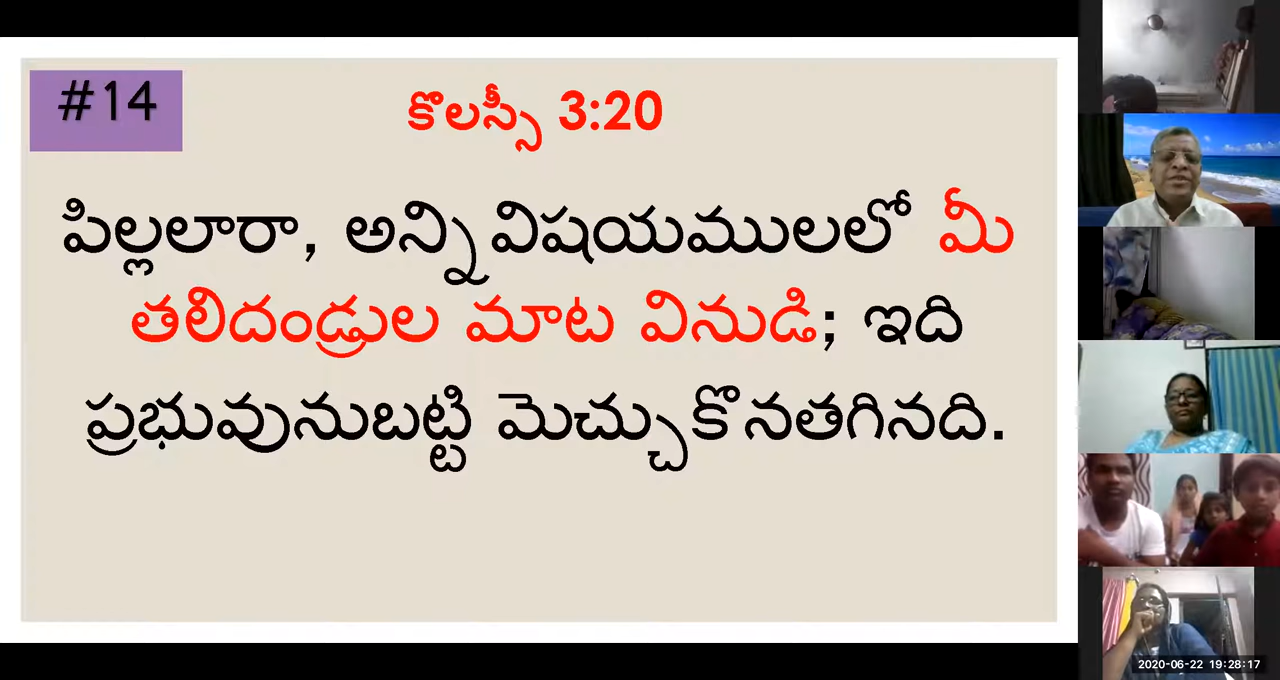 #14
కొలస్సీ 3:20
పిల్లలారా, అన్ని విషయములలో మీ
తలిదండ్రుల మాట వినుడి; ఇది
ప్రభువునుబట్టి మెచ్చుకొనతగినది.
2020-06-22 19:28:17